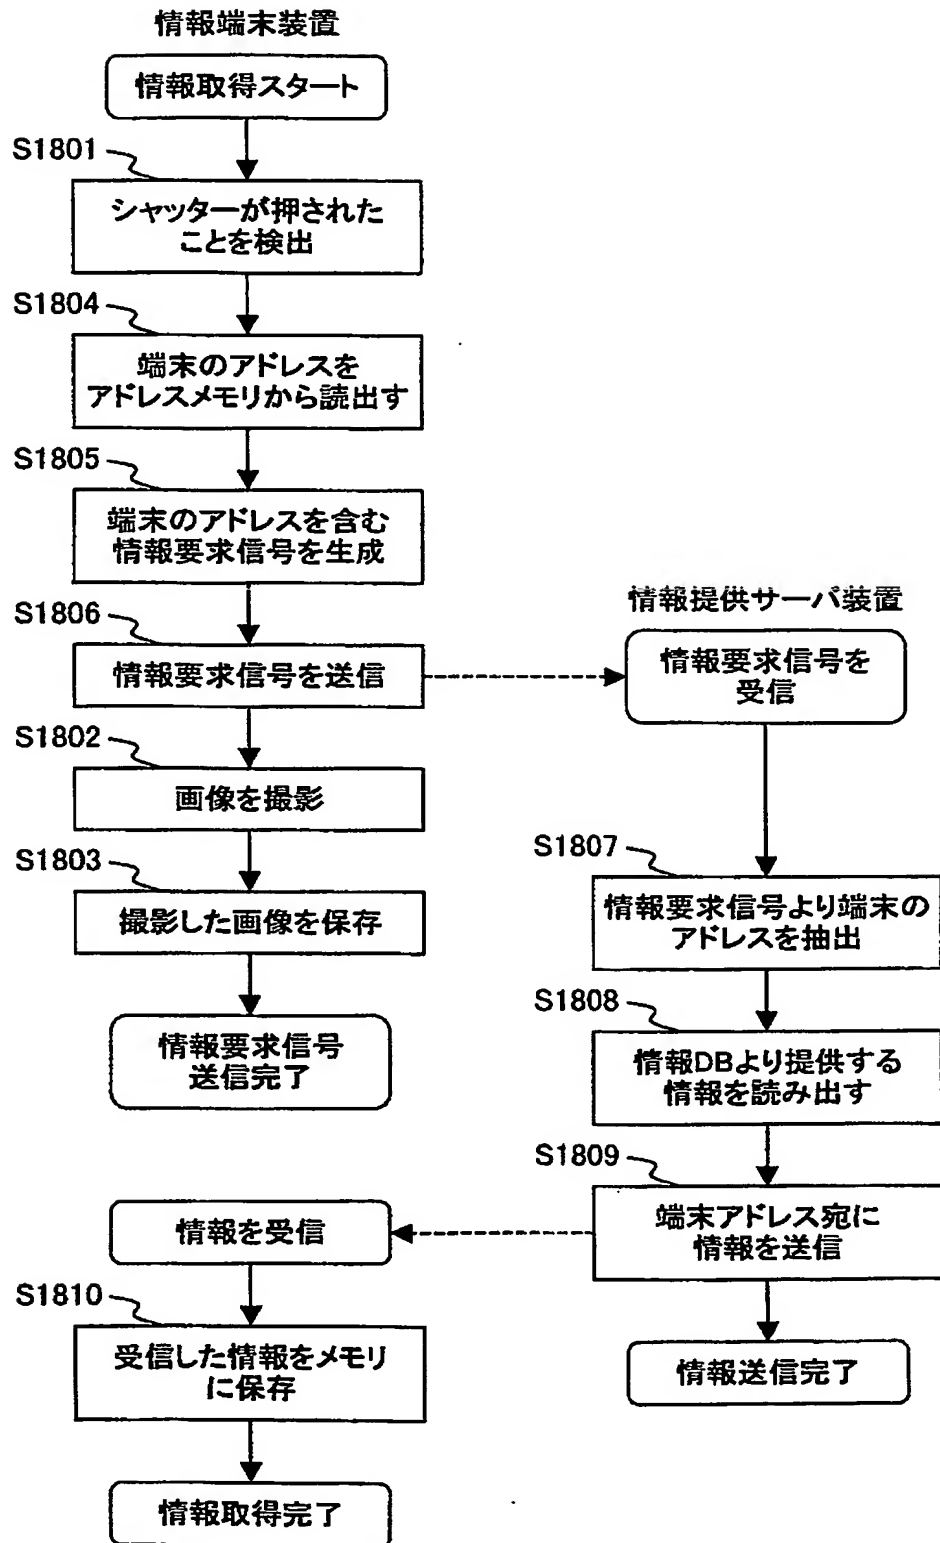 情報端末装置
情報取得スタート
S1801
シャッターが押された
ことを検出
S1804
端末のアドレスを
アドレスメモリから読出す
S1805
端末のアドレスを含む
情報要求信号を生成
S1806
情報要求信号を送信
S1802
画像を撮影
S1803
撮影した画像を保存
情報要求信号
送信完了
情報提供サーバ装置
情報要求信号を
受信
S1807
情報要求信号より端末の
アドレスを抽出
S1808
情報DBより提供する
情報を読み出す
S1809
端末アドレス宛に
情報を送信
情報送信完了
情報を受信
S1810
受信した情報をメモリ
に保存
情報取得完了